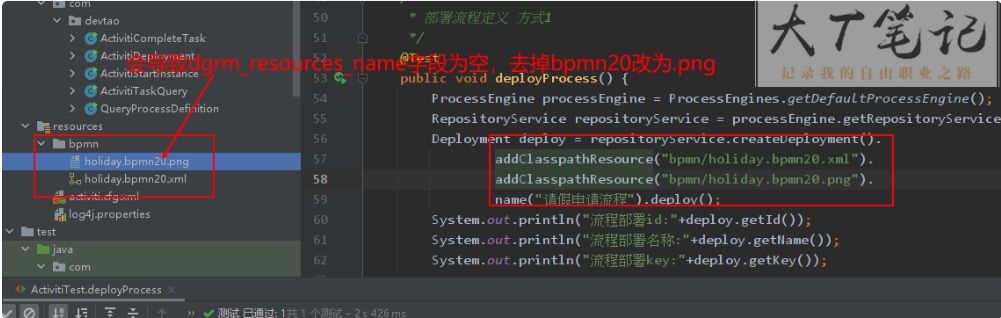 com
devtao
ActivitiCompleteTask
ActivitiDeployment
ActivitiStartInstance
ActivitiTaskQuery
QueryProcessDefinition
resources
bpmn
holiday.bpmn20.png
holiday.bpmn20.xml
activiti.cfg.xml
log4j.properties
test
java
com
会导致dgrm_resources_name字段为空，去掉bpmn20改为.png
50 * 部署流程定义 方式1
51 */
52 @Test
53 public void deployProcess() {
54 ProcessEngine processEngine = ProcessEngines.getDefaultProcessEngine();
55 RepositoryService repositoryService = processEngine.getRepositoryService
56 Deployment deploy = repositoryService.createDeployment().
57 addClasspathResource("bpmn/holiday.bpmn20.xml").
58 addClasspathResource("bpmn/holiday.bpmn20.png").
59 name("请假申请流程").deploy();
60 System.out.println("流程部署id:"+deploy.getId());
61 System.out.println("流程部署名称:"+deploy.getName());
62 System.out.println("流程部署key:"+deploy.getKey());
大丁笔记
记录我的自由职业之路
ActivitiTest.deployProcess
测试 已通过: 1共 1 个测试 – 2 s 426 ms